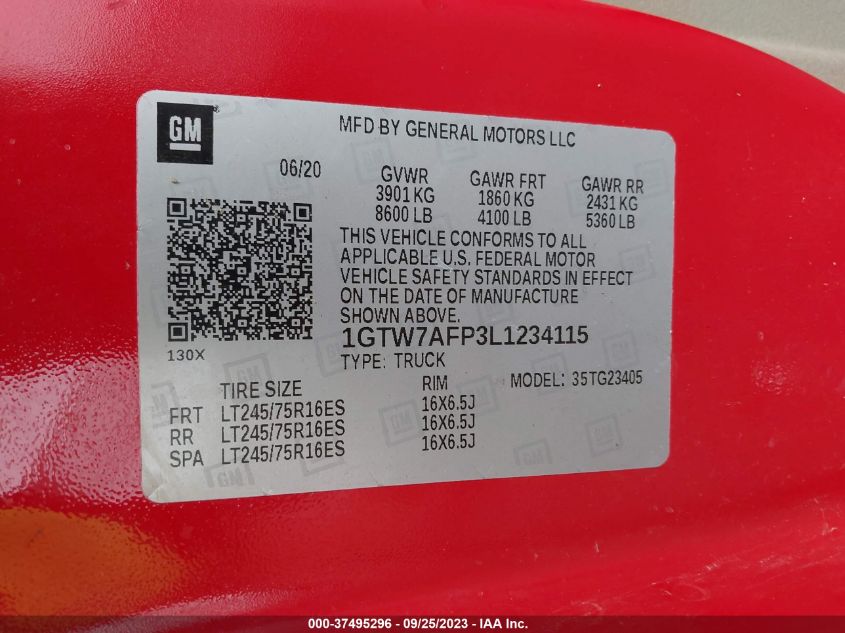 GM
MFD BY GENERAL MOTORS LLC
06/20
GVWR
3901 KG
8600 LB
GAWR FRT
1860 KG
4100 LB
GAWR RR
2431 KG
5360 LB
THIS VEHICLE CONFORMS TO ALL
APPLICABLE U.S. FEDERAL MOTOR
VEHICLE SAFETY STANDARDS IN EFFECT
ON THE DATE OF MANUFACTURE
SHOWN ABOVE.
130X
1GTW7AFP3L1234115
TYPE: TRUCK
MODEL: 35TG23405
TIRE SIZE RIM
FRT LT245/75R16ES 16X6.5J
RR LT245/75R16ES 16X6.5J
SPA LT245/75R16ES 16X6.5J
000-37495296 - 09/25/2023 - IAA Inc.